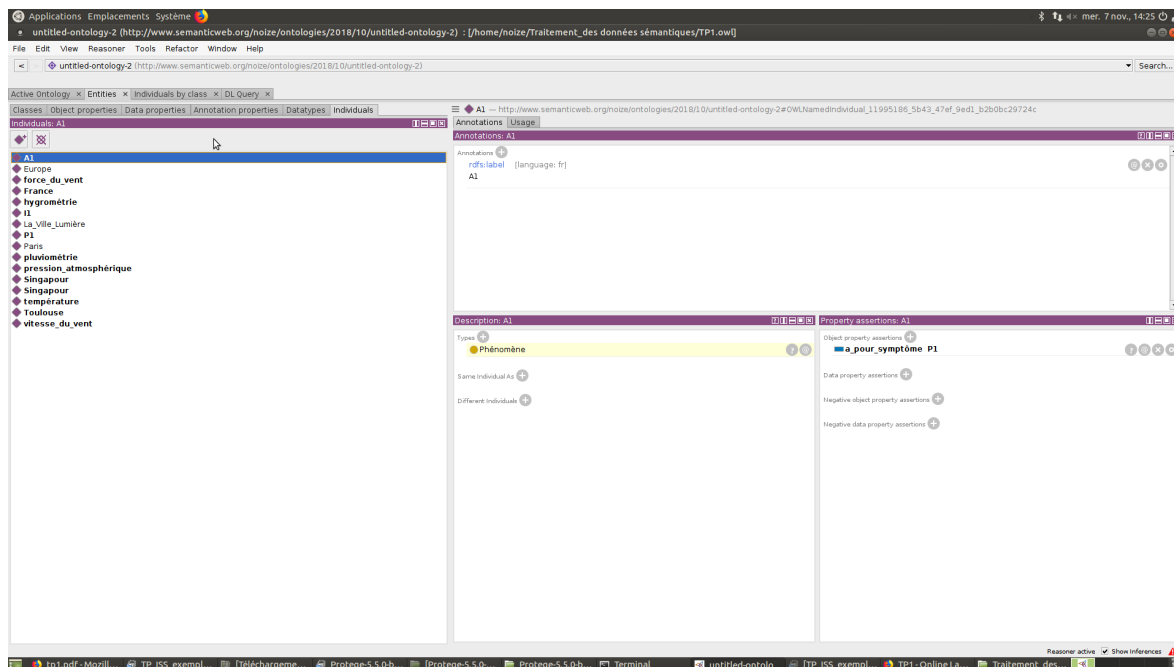 Applications Emplacements Système mer. 7 nov., 14:25
untitled-ontology-2 (http://www.semanticweb.org/noize/ontologies/2018/10/untitled-ontology-2) : [/home/noize/Traitement_des données sémantiques/TP1.owl]
File Edit View Reasoner Tools Refactor Window Help
< untitled-ontology-2 (http://www.semanticweb.org/noize/ontologies/2018/10/untitled-ontology-2) Search...
Active Ontology × Entities × Individuals by class × DL Query ×
Classes Object properties Data properties Annotation properties Datatypes Individuals
Individuals: A1
A1
Europe
force_du_vent
France
hygrométrie
I1
La_Ville_Lumière
P1
Paris
pluviométrie
pression_atmosphérique
Singapour
Singapour
température
Toulouse
vitesse_du_vent
A1 — http://www.semanticweb.org/noize/ontologies/2018/10/untitled-ontology-2#OWLNamedIndividual_11995186_5b43_47ef_9ed1_b2b0bc29724c
Annotations Usage
Annotations: A1
Annotations
rdfs:label [language: fr]
A1
Description: A1
Types
Phénomène
Same Individual As
Different Individuals
Property assertions: A1
Object property assertions
a_pour_symptôme P1
Data property assertions
Negative object property assertions
Negative data property assertions
Reasoner active Show Inferences
tp1.pdf - Mozill... TP_ISS_exempl... [Téléchargeme... Protege-5.5.0-b... [Protege-5.5.0-... Protege-5.5.0-b... Terminal untitled-ontolo... [TP_ISS_exempl... TP1 - Online La... Traitement_des...